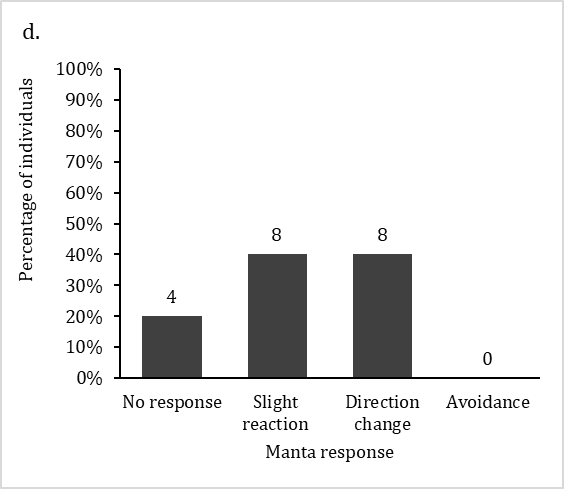 d.
Percentage of individuals
100%
90%
80%
70%
60%
50%
40%
30%
20%
10%
0%
4
8
8
0
No response
Slight
reaction
Direction
change
Avoidance
Manta response